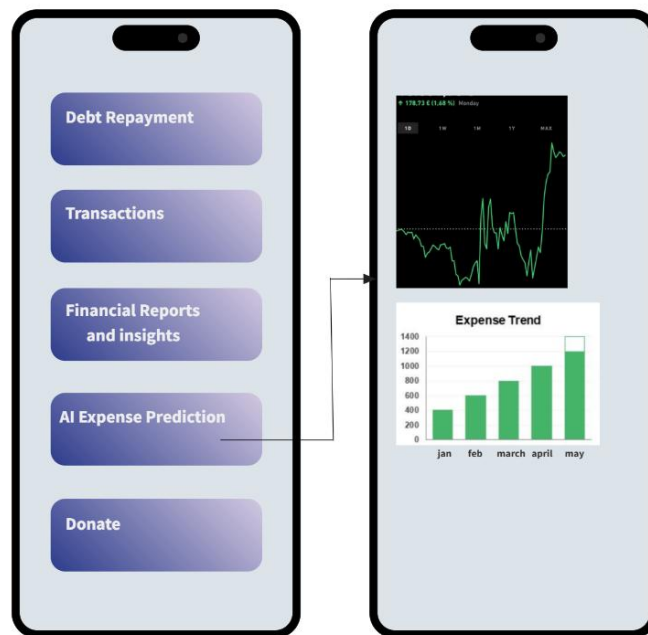 Debt Repayment
Transactions
Financial Reports
and insights
AI Expense Prediction
Donate
↑ 178,73 £ (1,68 %) Monday
1D 1W 1M 1Y MAX
Expense Trend
1400
1200
1000
800
600
400
200
0
jan feb march april may